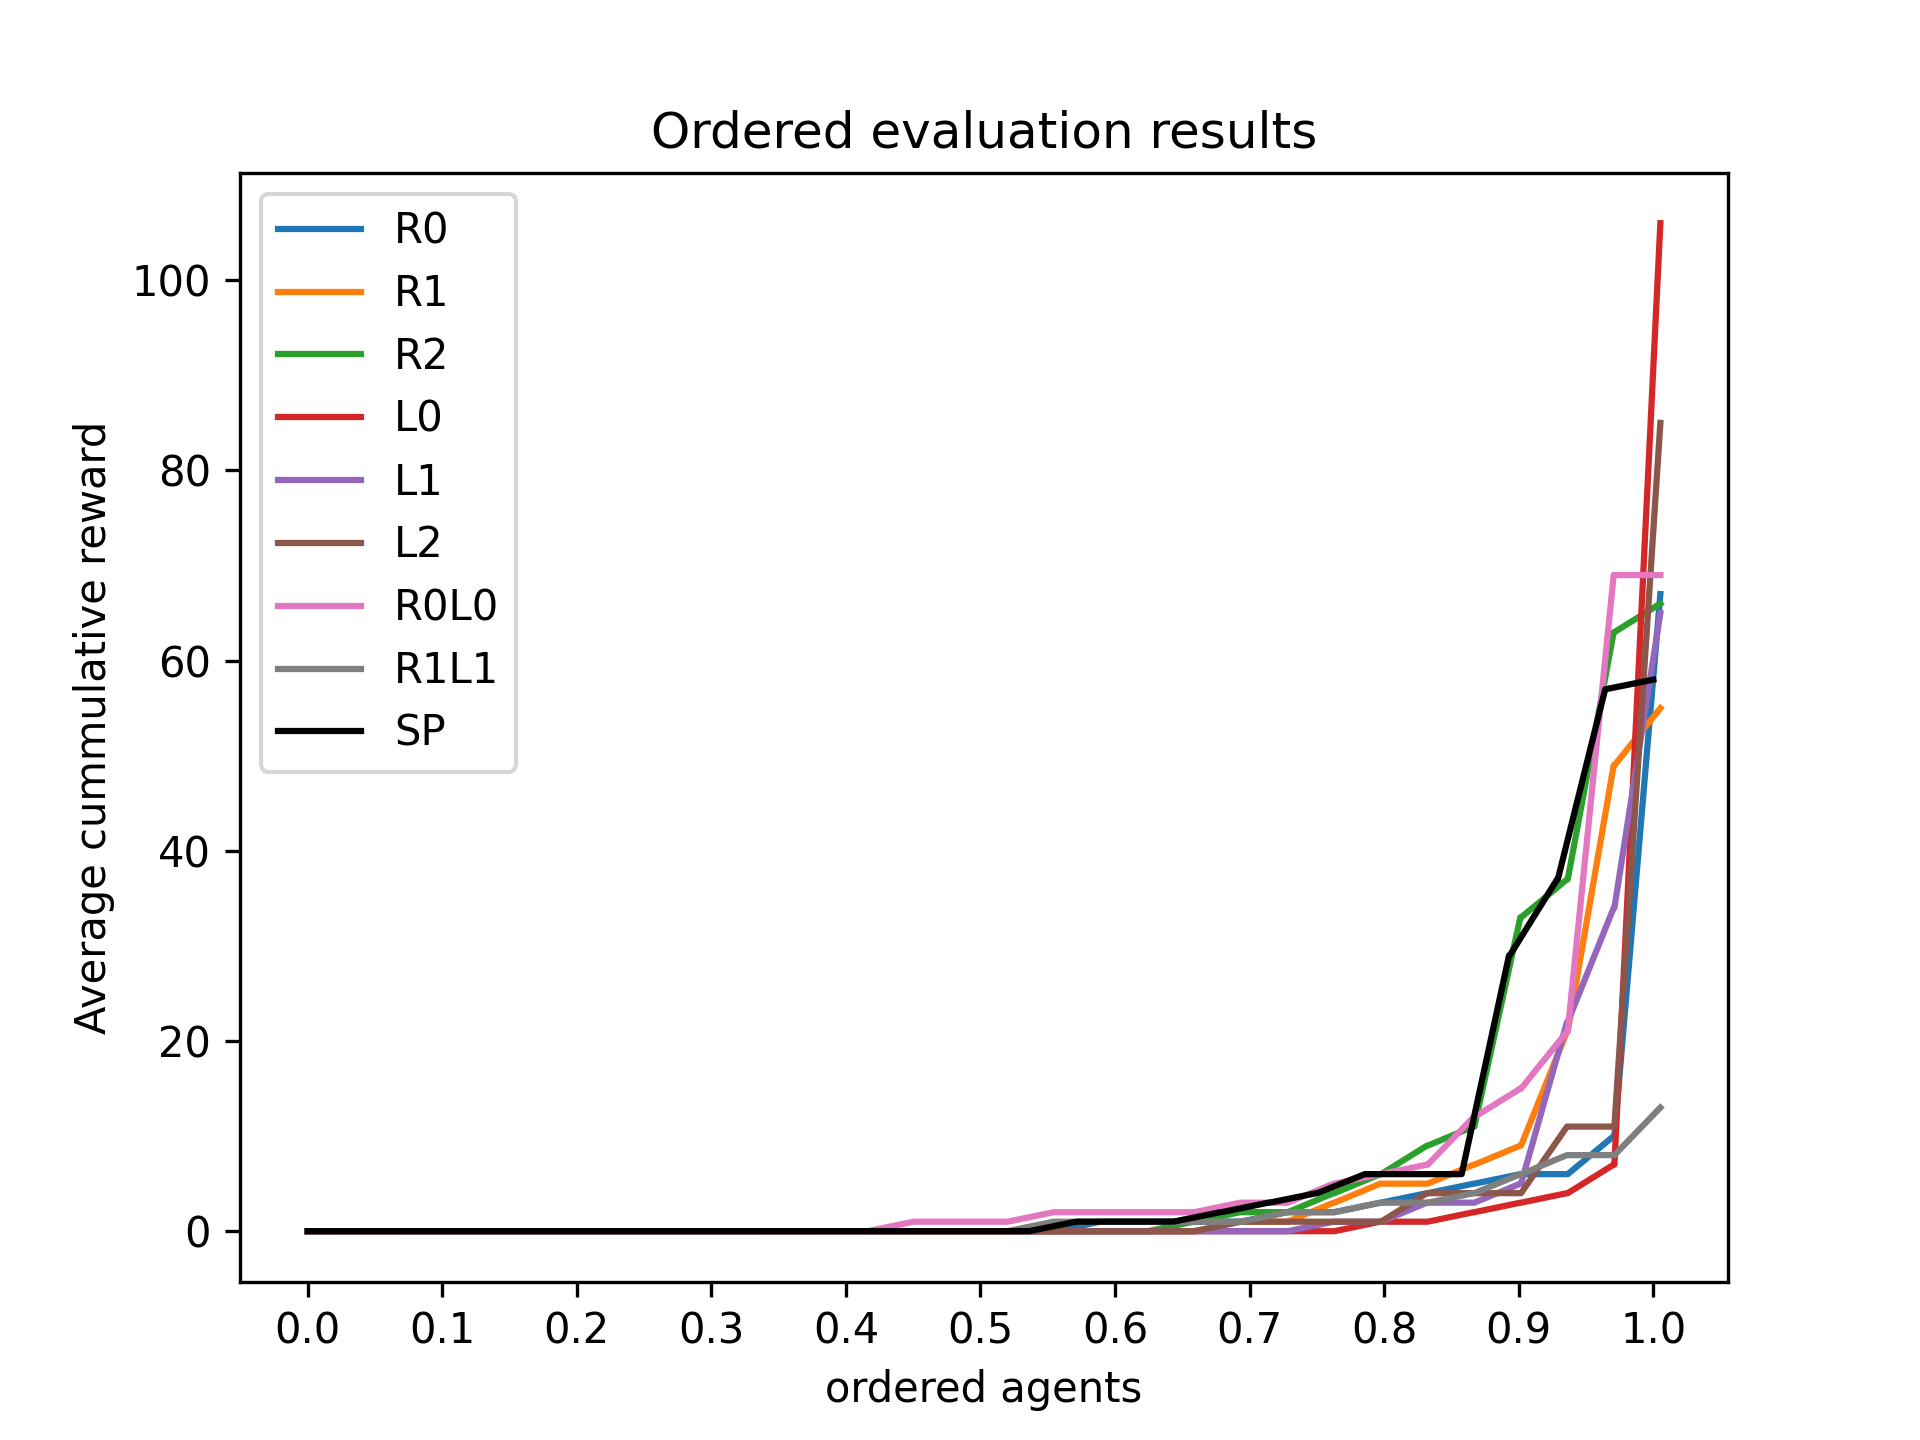 Ordered evaluation results
R0
R1
R2
L0
L1
L2
R0L0
R1L1
SP
Average cummulative reward
100
80
60
40
20
0
0.0 0.1 0.2 0.3 0.4 0.5 0.6 0.7 0.8 0.9 1.0
ordered agents